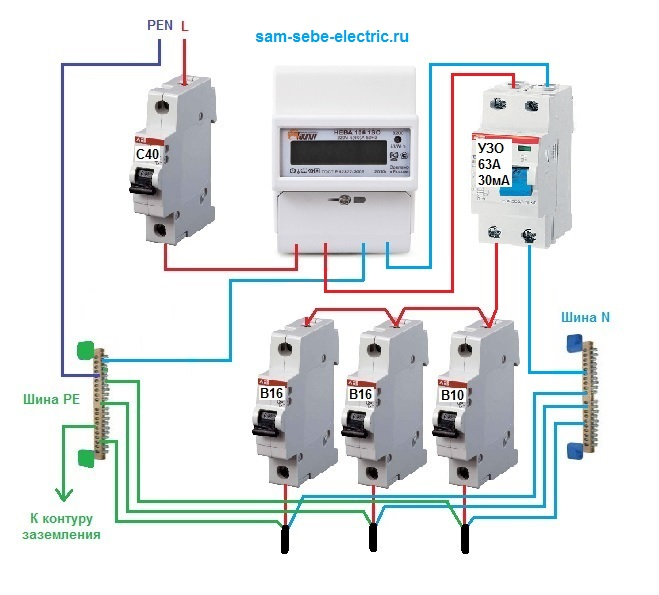 sam-sebe-electric.ru
PEN L
C40
НЕВА
УЗО
63А
30мА
Шина N
Шина PE
B16
B16
B10
К контуру
заземления